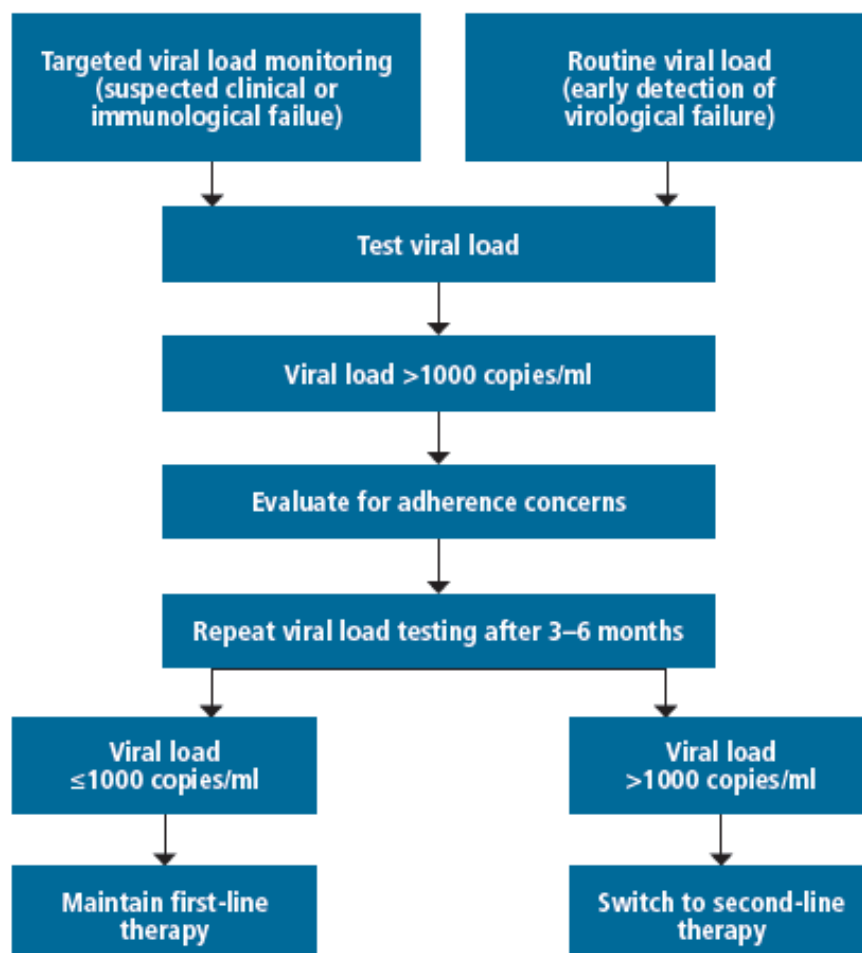 Targeted viral load monitoring
(suspected clinical or
immunological failue)
Routine viral load
(early detection of
virological failure)
Test viral load
Viral load >1000 copies/ml
Evaluate for adherence concerns
Repeat viral load testing after 3–6 months
Viral load
≤1000 copies/ml
Viral load
>1000 copies/ml
Maintain first-line
therapy
Switch to second-line
therapy